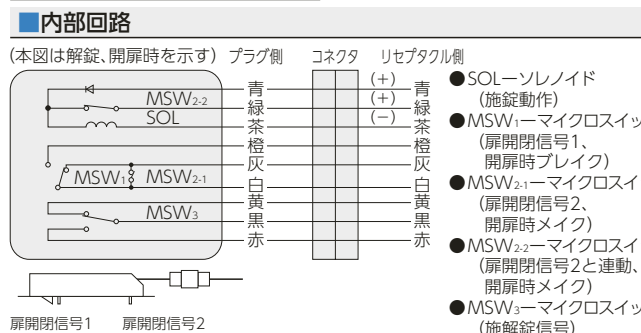 ■内部回路
(本図は解錠、開扉時を示す) プラグ側 コネクタ リセプタクル側
青 (+) 青
MSW2-2 緑 (+) 緑
SOL 茶 (−) 茶
橙 橙
灰 灰
MSW1 MSW2-1 白 白
黄 黄
MSW3 黒 黒
赤 赤
扉開閉信号1 扉開閉信号2
●SOLーソレノイド
(施錠動作)
●MSW1ーマイクロスイッ
(扉開閉信号1、
開扉時ブレイク)
●MSW2-1ーマイクロスイ
(扉開閉信号2、
開扉時メイク)
●MSW2-2ーマイクロスイ
(扉開閉信号2と連動、
開扉時メイク)
●MSW3ーマイクロスイッ
(施解錠信号)